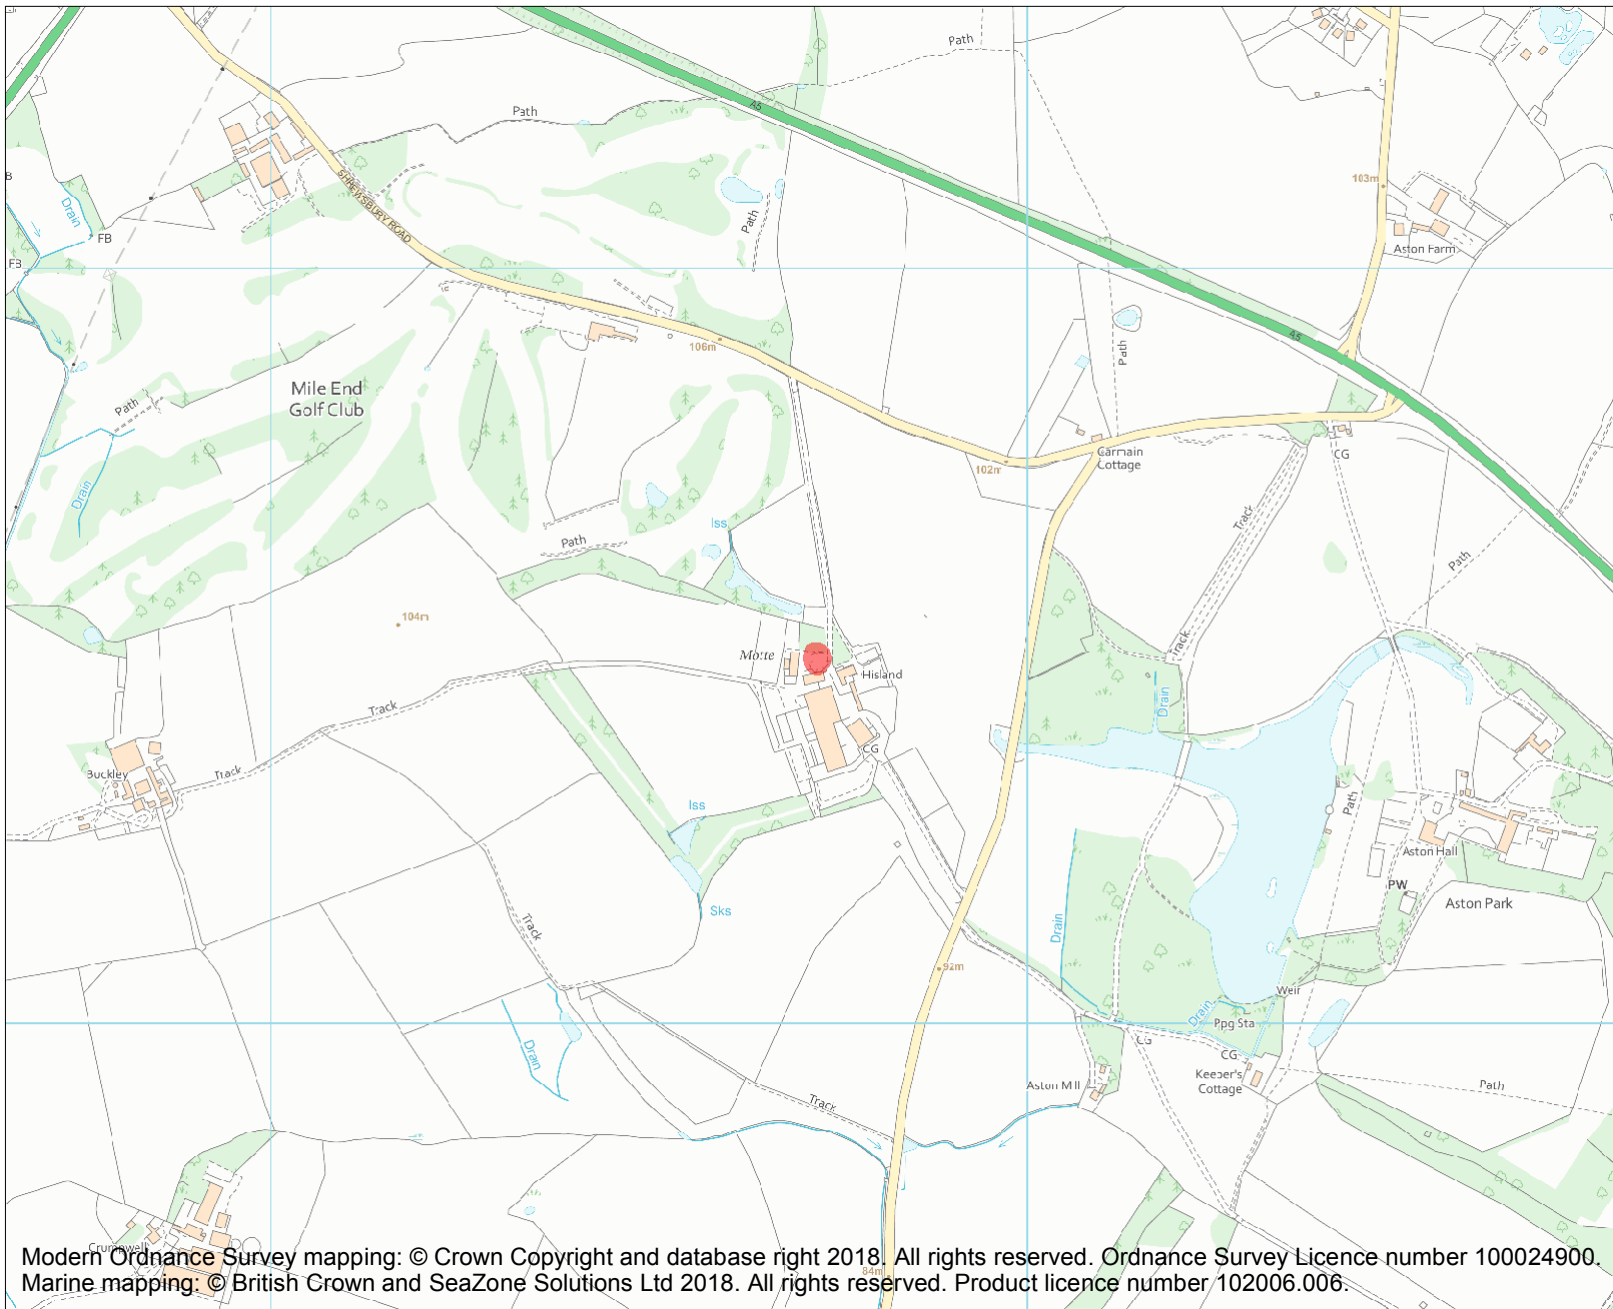 Path
A5
Path
SHREWSBURY ROAD
103m
B
Drain
Path
FB
Aston Farm
FB
A5
106m
Path
Mile End
Golf Club
Path
Carmain
Cottage
CG
102m
Drain
Track
Iss
Path
Path
104m
Track
Motte
Hisland
Drain
Track
CG
Buckley
Track
Path
Iss
Aston Hall
PW
Aston Park
Sks
Track
Drain
92m
Weir
Drain
Ppg Sta
Drain
CG
CG
Keeper's
Cottage
Aston Mill
Path
Track
Crumpwell
Modern Ordnance Survey mapping: © Crown Copyright and database right 2018. All rights reserved. Ordnance Survey Licence number 100024900.
84m
Marine mapping: © British Crown and SeaZone Solutions Ltd 2018. All rights reserved. Product licence number 102006.006.